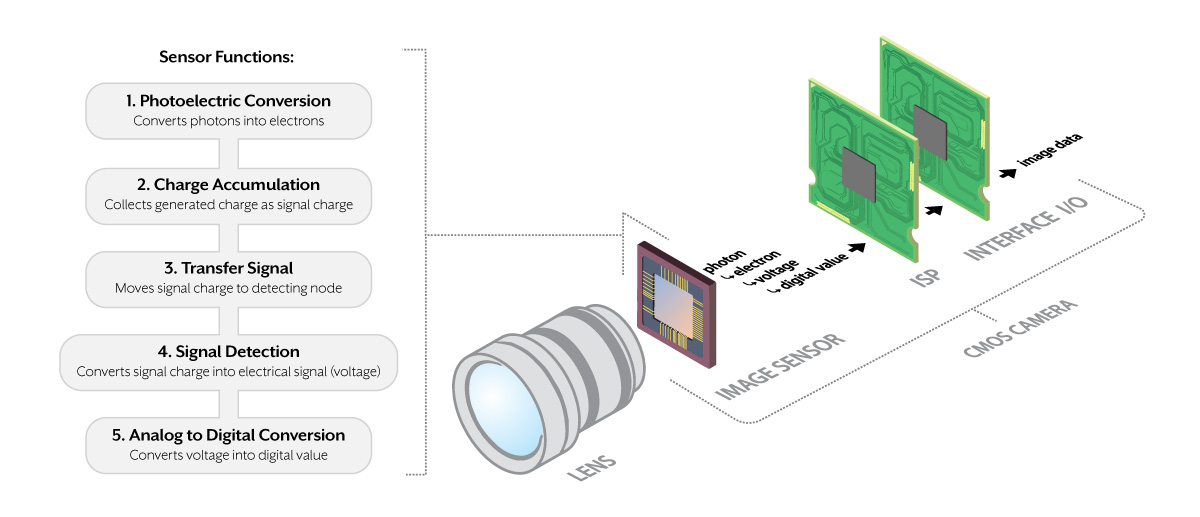 Sensor Functions:
1. Photoelectric Conversion
Converts photons into electrons
2. Charge Accumulation
Collects generated charge as signal charge
3. Transfer Signal
Moves signal charge to detecting node
4. Signal Detection
Converts signal charge into electrical signal (voltage)
5. Analog to Digital Conversion
Converts voltage into digital value
LENS
IMAGE SENSOR
photon
↳ electron
↳ voltage
↳ digital value
ISP
INTERFACE I/O
image data
CMOS CAMERA